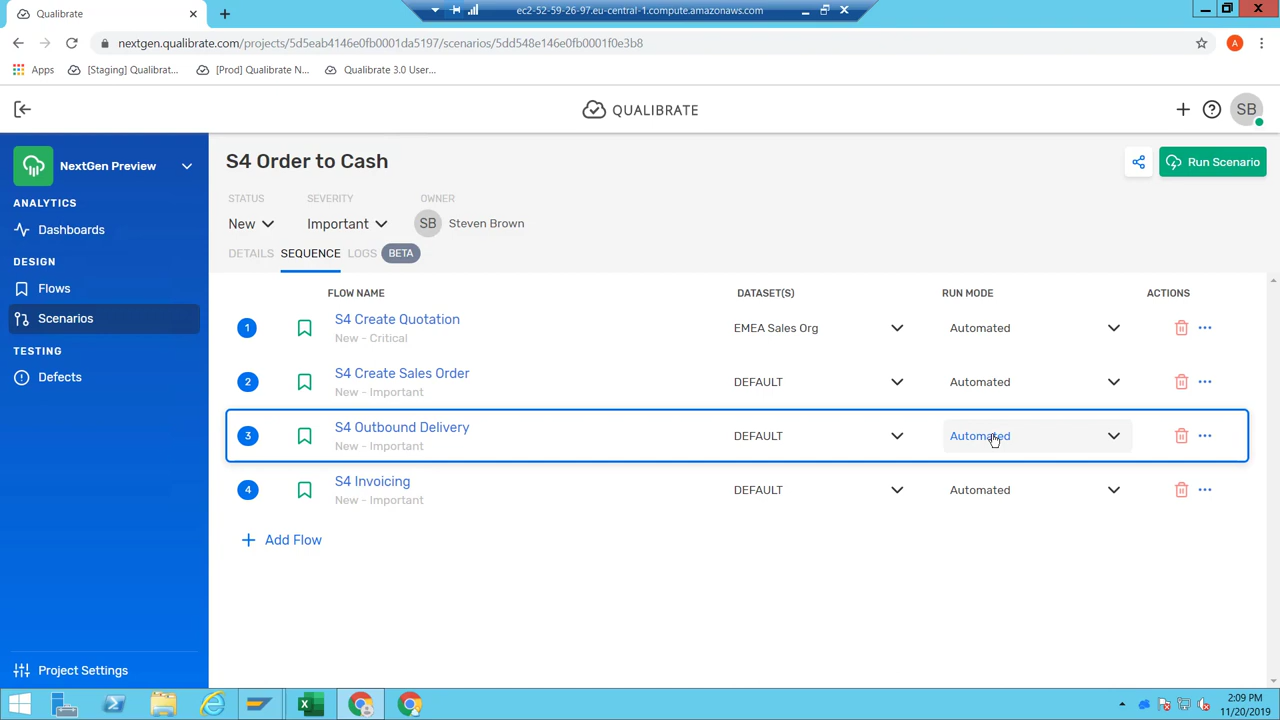 Qualibrate
ec2-52-59-26-97.eu-central-1.compute.amazonaws.com
nextgen.qualibrate.com/projects/5d5eab4146e0fb0001da5197/scenarios/5dd548e146e0fb0001f0e3b8
A
Apps
[Staging] Qualibrat...
[Prod] Qualibrate N...
Qualibrate 3.0 User...
QUALIBRATE
SB
NextGen Preview
ANALYTICS
Dashboards
DESIGN
Flows
Scenarios
TESTING
Defects
Project Settings
S4 Order to Cash
Run Scenario
STATUS SEVERITY OWNER
New Important SB Steven Brown
DETAILS SEQUENCE LOGS BETA
FLOW NAME DATASET(S) RUN MODE ACTIONS
1 S4 Create Quotation EMEA Sales Org Automated
New - Critical
2 S4 Create Sales Order DEFAULT Automated
New - Important
3 S4 Outbound Delivery DEFAULT Automated
New - Important
4 S4 Invoicing DEFAULT Automated
New - Important
+ Add Flow
2:09 PM
11/20/2019